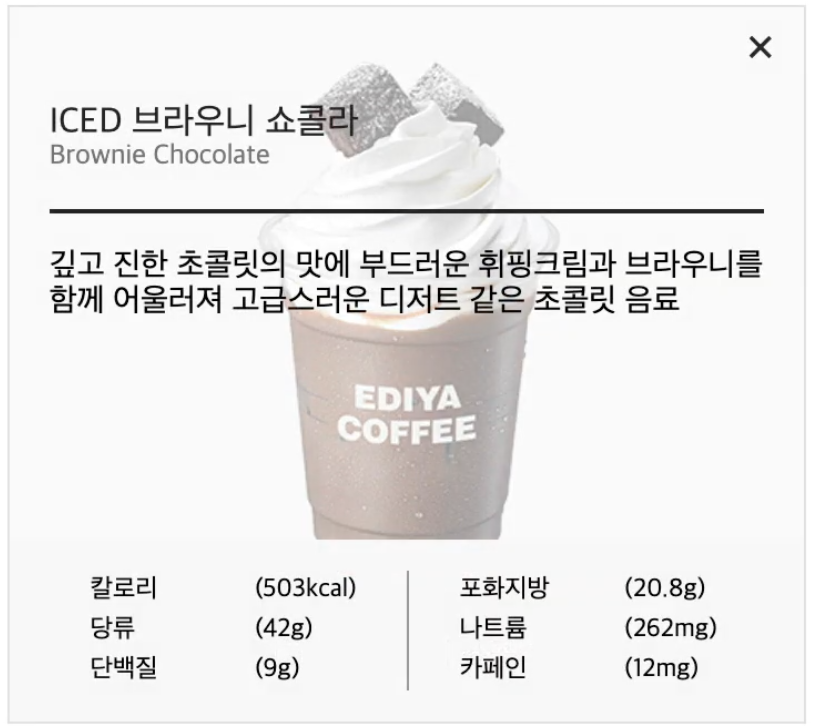 ICED 브라우니 쇼콜라
Brownie Chocolate
깊고 진한 초콜릿의 맛에 부드러운 휘핑크림과 브라우니를
함께 어울러져 고급스러운 디저트 같은 초콜릿 음료
EDIYA
COFFEE
칼로리 (503kcal)
당류 (42g)
단백질 (9g)
포화지방 (20.8g)
나트륨 (262mg)
카페인 (12mg)